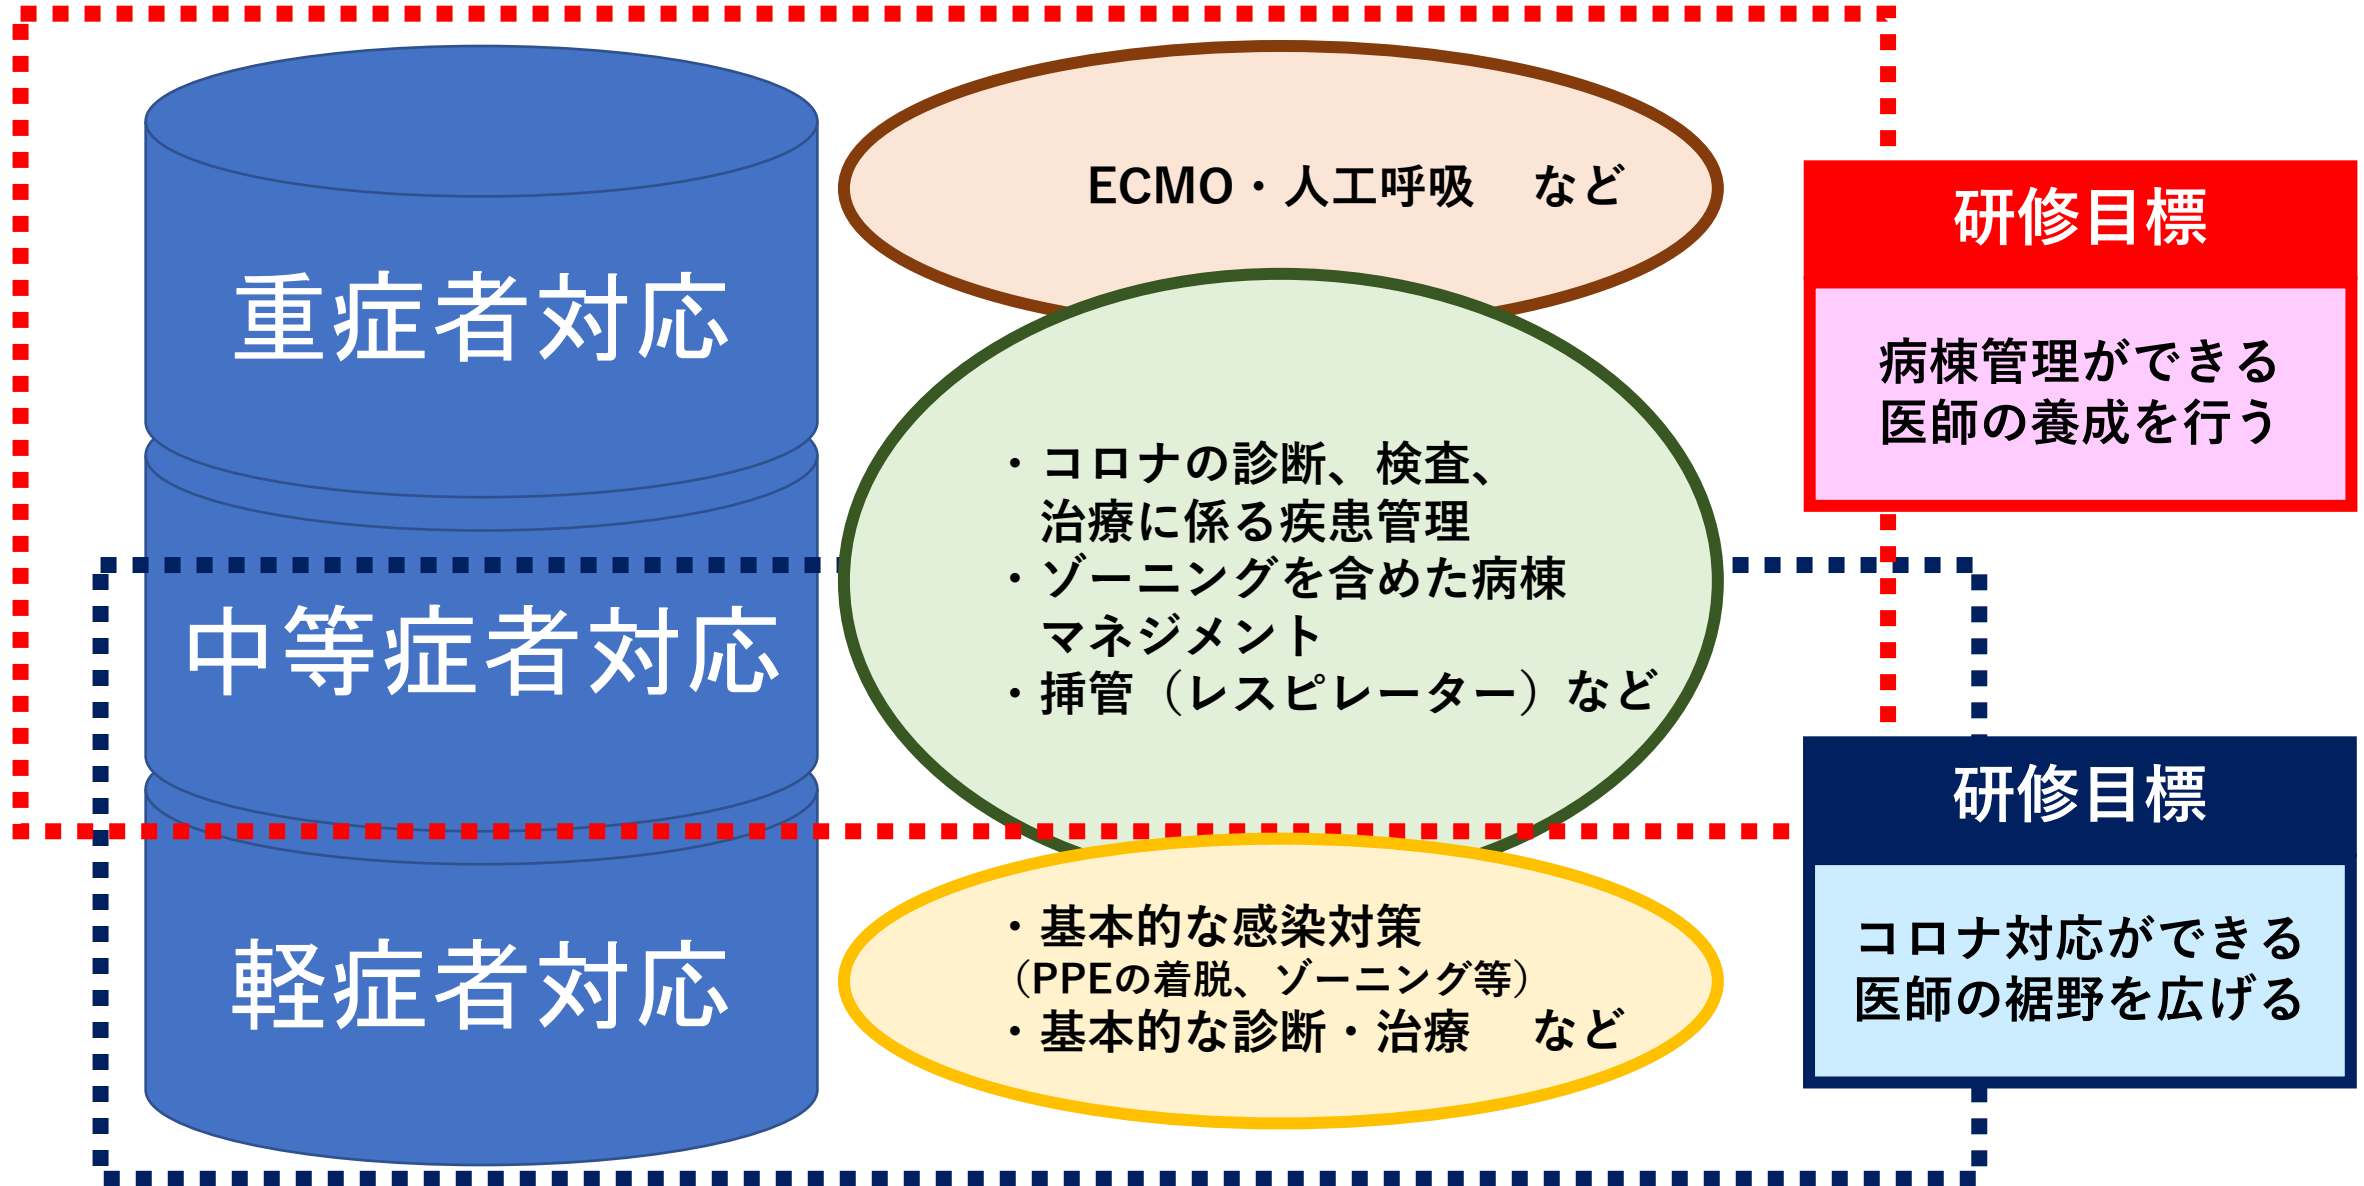 重症者対応
ECMO・人工呼吸　など
研修目標
病棟管理ができる
医師の養成を行う
中等症者対応
・コロナの診断、検査、
治療に係る疾患管理
・ゾーニングを含めた病棟
マネジメント
・挿管（レスピレーター）など
軽症者対応
・基本的な感染対策
（PPEの着脱、ゾーニング等）
・基本的な診断・治療　など
研修目標
コロナ対応ができる
医師の裾野を広げる